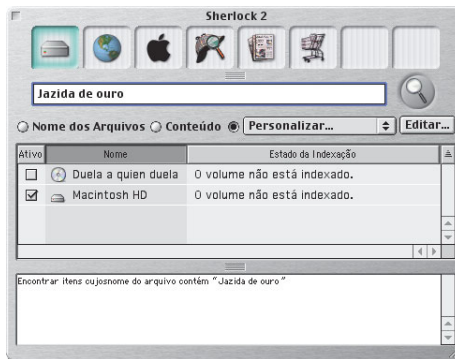 Sherlock 2
Jazida de ouro
Nome dos Arquivos Conteúdo Personalizar... Editar...
Ativo Nome Estado da Indexação
Duela a quien duela O volume não está indexado.
Macintosh HD O volume não está indexado.
Encontrar itens cujosnome do arquivo contém "Jazida de ouro"